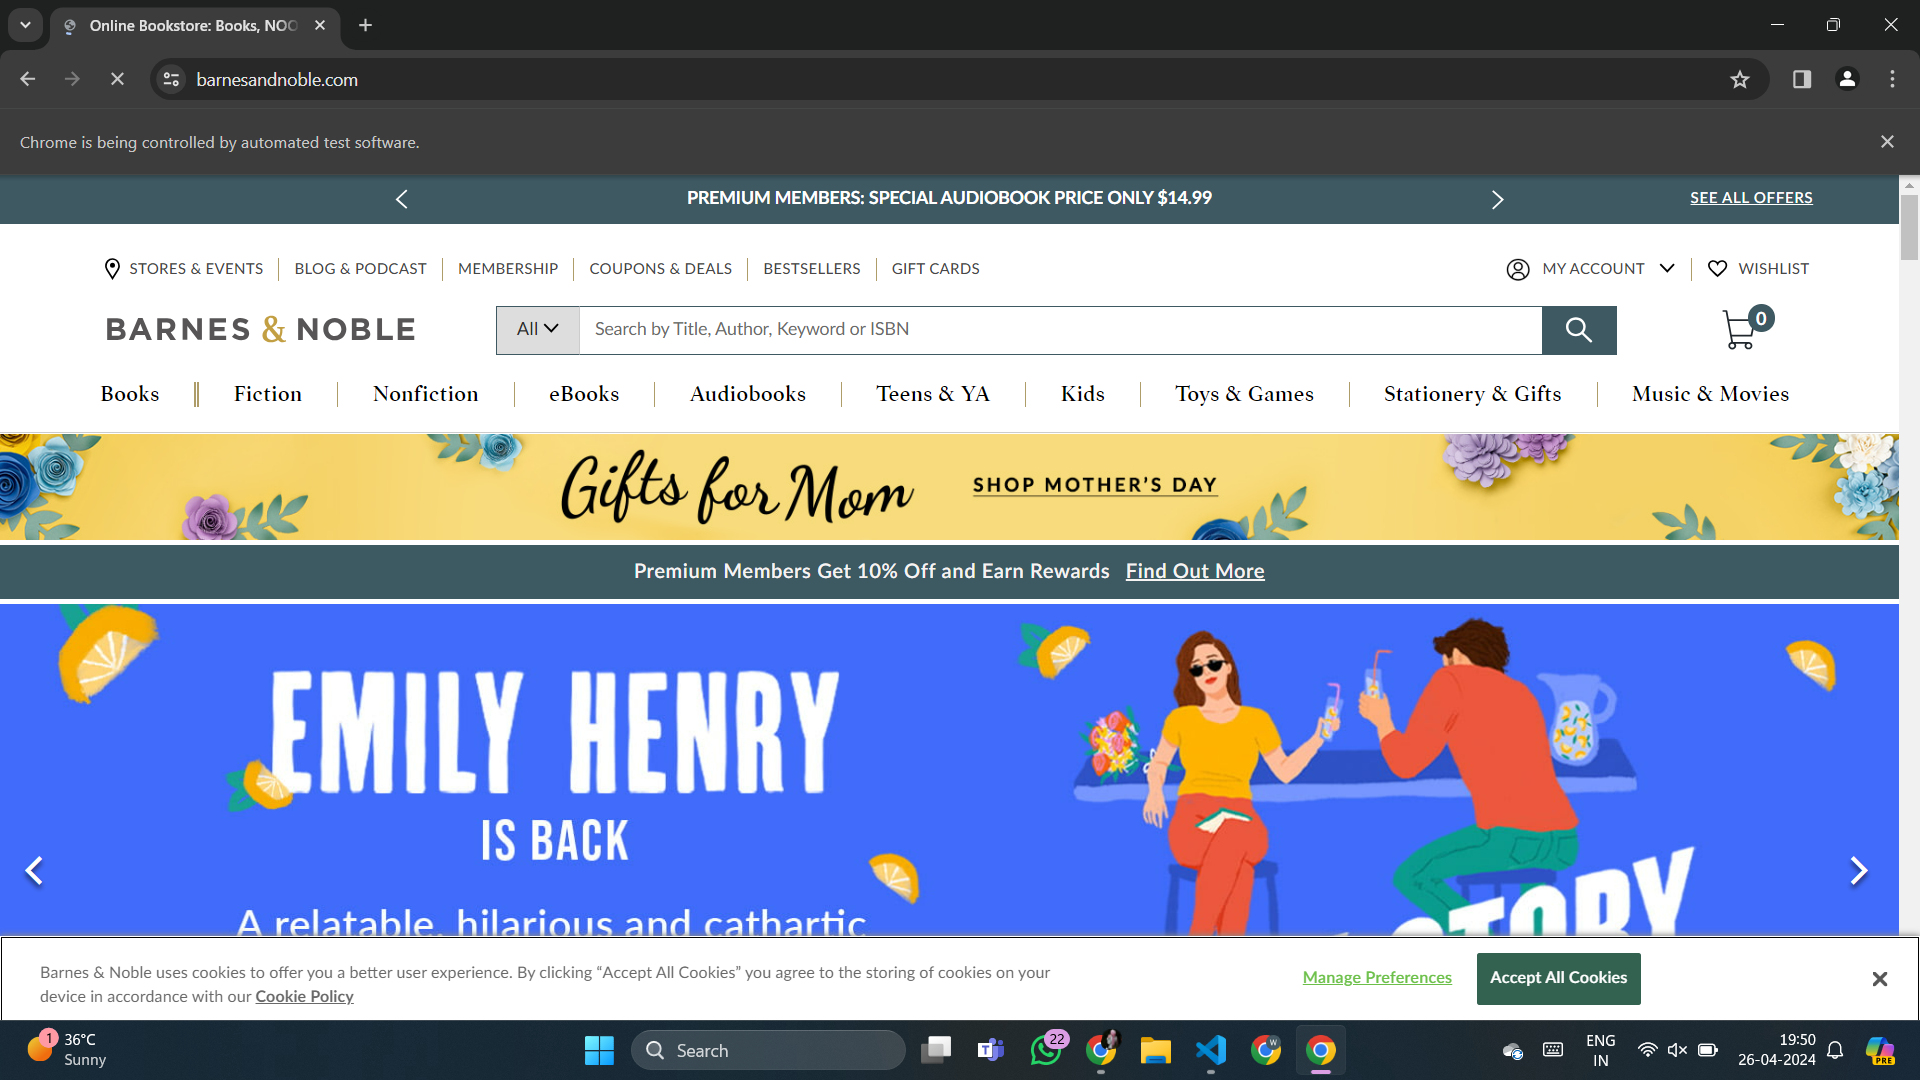 Online Bookstore: Books, NOO
barnesandnoble.com
Chrome is being controlled by automated test software.
PREMIUM MEMBERS: SPECIAL AUDIOBOOK PRICE ONLY $14.99
SEE ALL OFFERS
STORES & EVENTS
BLOG & PODCAST
MEMBERSHIP
COUPONS & DEALS
BESTSELLERS
GIFT CARDS
MY ACCOUNT
WISHLIST
BARNES & NOBLE
All
Search by Title, Author, Keyword or ISBN
0
Books
Fiction
Nonfiction
eBooks
Audiobooks
Teens & YA
Kids
Toys & Games
Stationery & Gifts
Music & Movies
Gifts for Mom
SHOP MOTHER'S DAY
Premium Members Get 10% Off and Earn Rewards Find Out More
EMILY HENRY
IS BACK
A relatable, hilarious and cathartic
STORY
Barnes & Noble uses cookies to offer you a better user experience. By clicking “Accept All Cookies” you agree to the storing of cookies on your
device in accordance with our Cookie Policy
Manage Preferences
Accept All Cookies
1
36°C
Sunny
Search
22
W
ENG
IN
19:50
26-04-2024
PRE